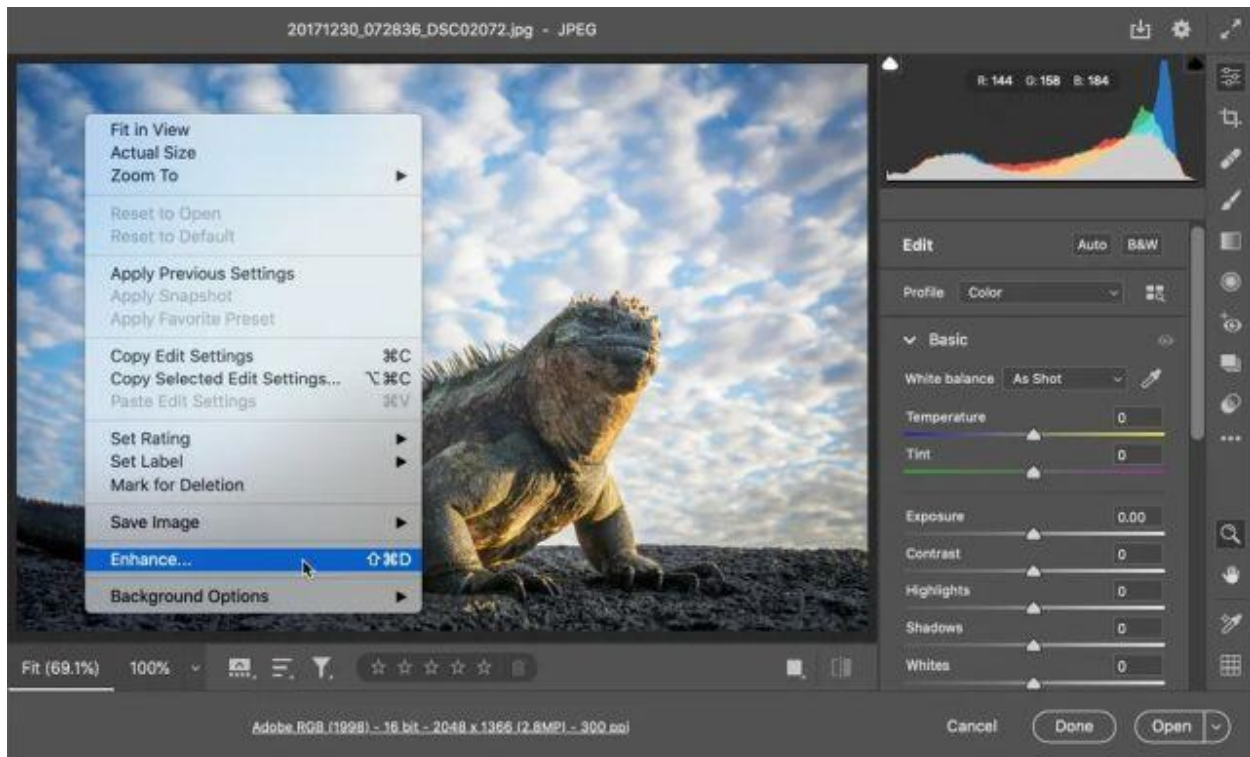 20171230_072836_DSC02072.jpg - JPEG
R: 144 G: 158 B: 184
Fit in View
Actual Size
Zoom To
Reset to Open
Reset to Default
Apply Previous Settings
Apply Snapshot
Apply Favorite Preset
Copy Edit Settings ⌘C
Copy Selected Edit Settings... ⌥⌘C
Paste Edit Settings ⌘V
Set Rating
Set Label
Mark for Deletion
Save Image
Enhance... ⇧⌘D
Background Options
Edit Auto B&W
Profile Color
Basic
White balance As Shot
Temperature 0
Tint 0
Exposure 0.00
Contrast 0
Highlights 0
Shadows 0
Whites 0
Fit (69.1%) 100%
Adobe RGB (1998) - 16 bit - 2048 x 1366 (2.8MP) - 300 ppi
Cancel Done Open